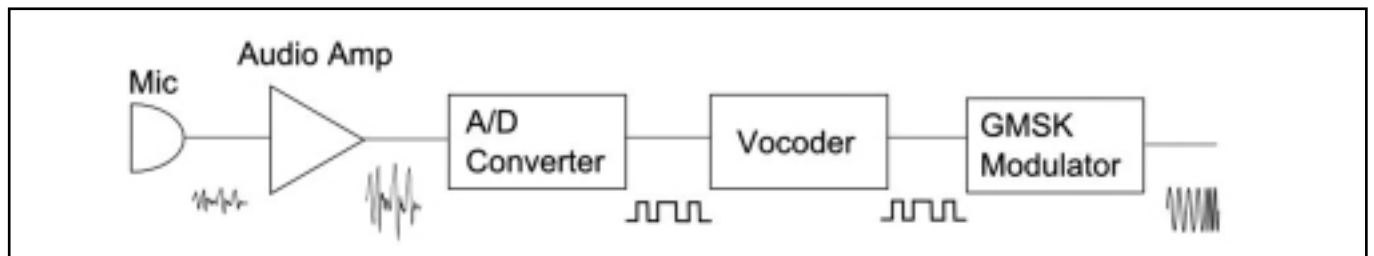 Audio Amp
Mic
A/D
Converter
Vocoder
GMSK
Modulator